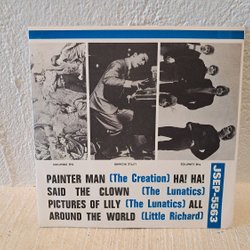 PAINTER MAN (The Creation) HA! HA!
SAID THE CLOWN (The Lunatics)
PICTURES OF LILY (The Lunatics) ALL
AROUND THE WORLD (Little Richard)
JSEP-5563